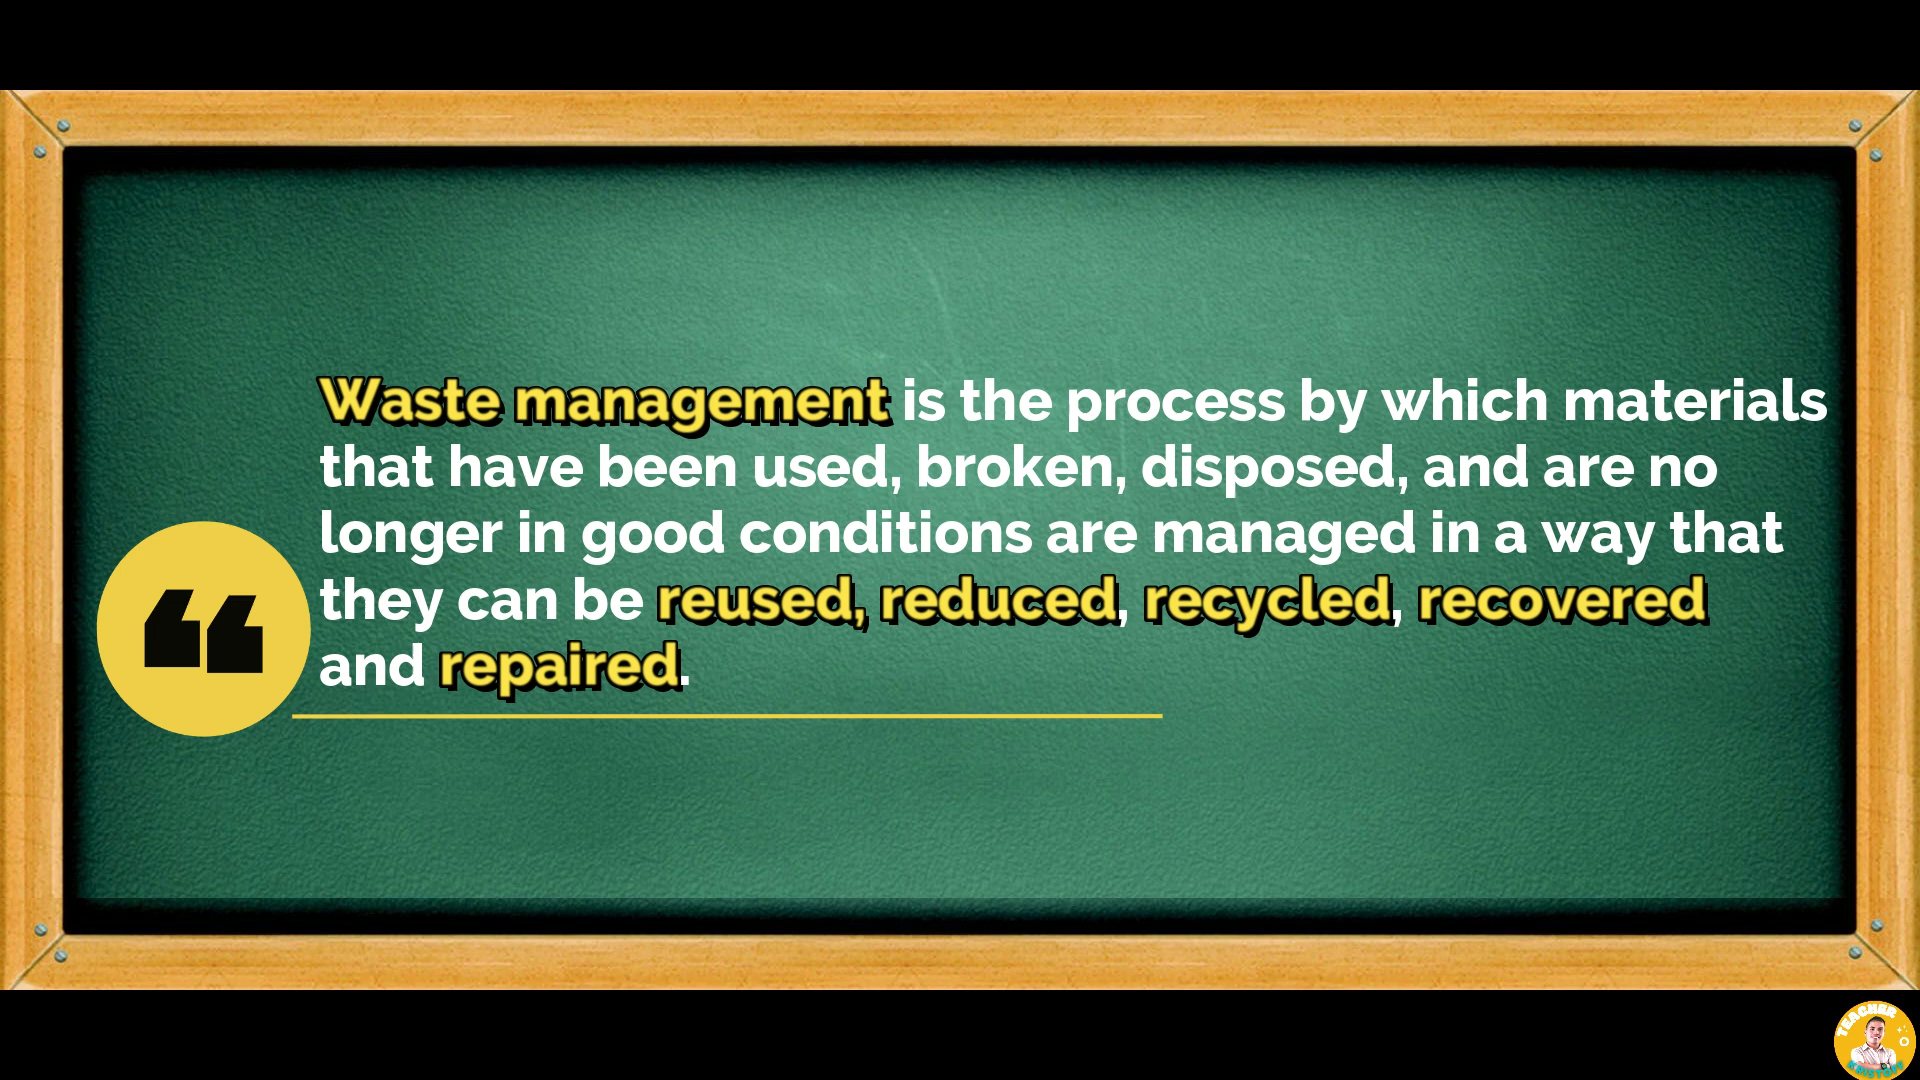 Waste management is the process by which materials
that have been used, broken, disposed, and are no
longer in good conditions are managed in a way that
they can be reused, reduced, recycled, recovered
and repaired.
TEACHER